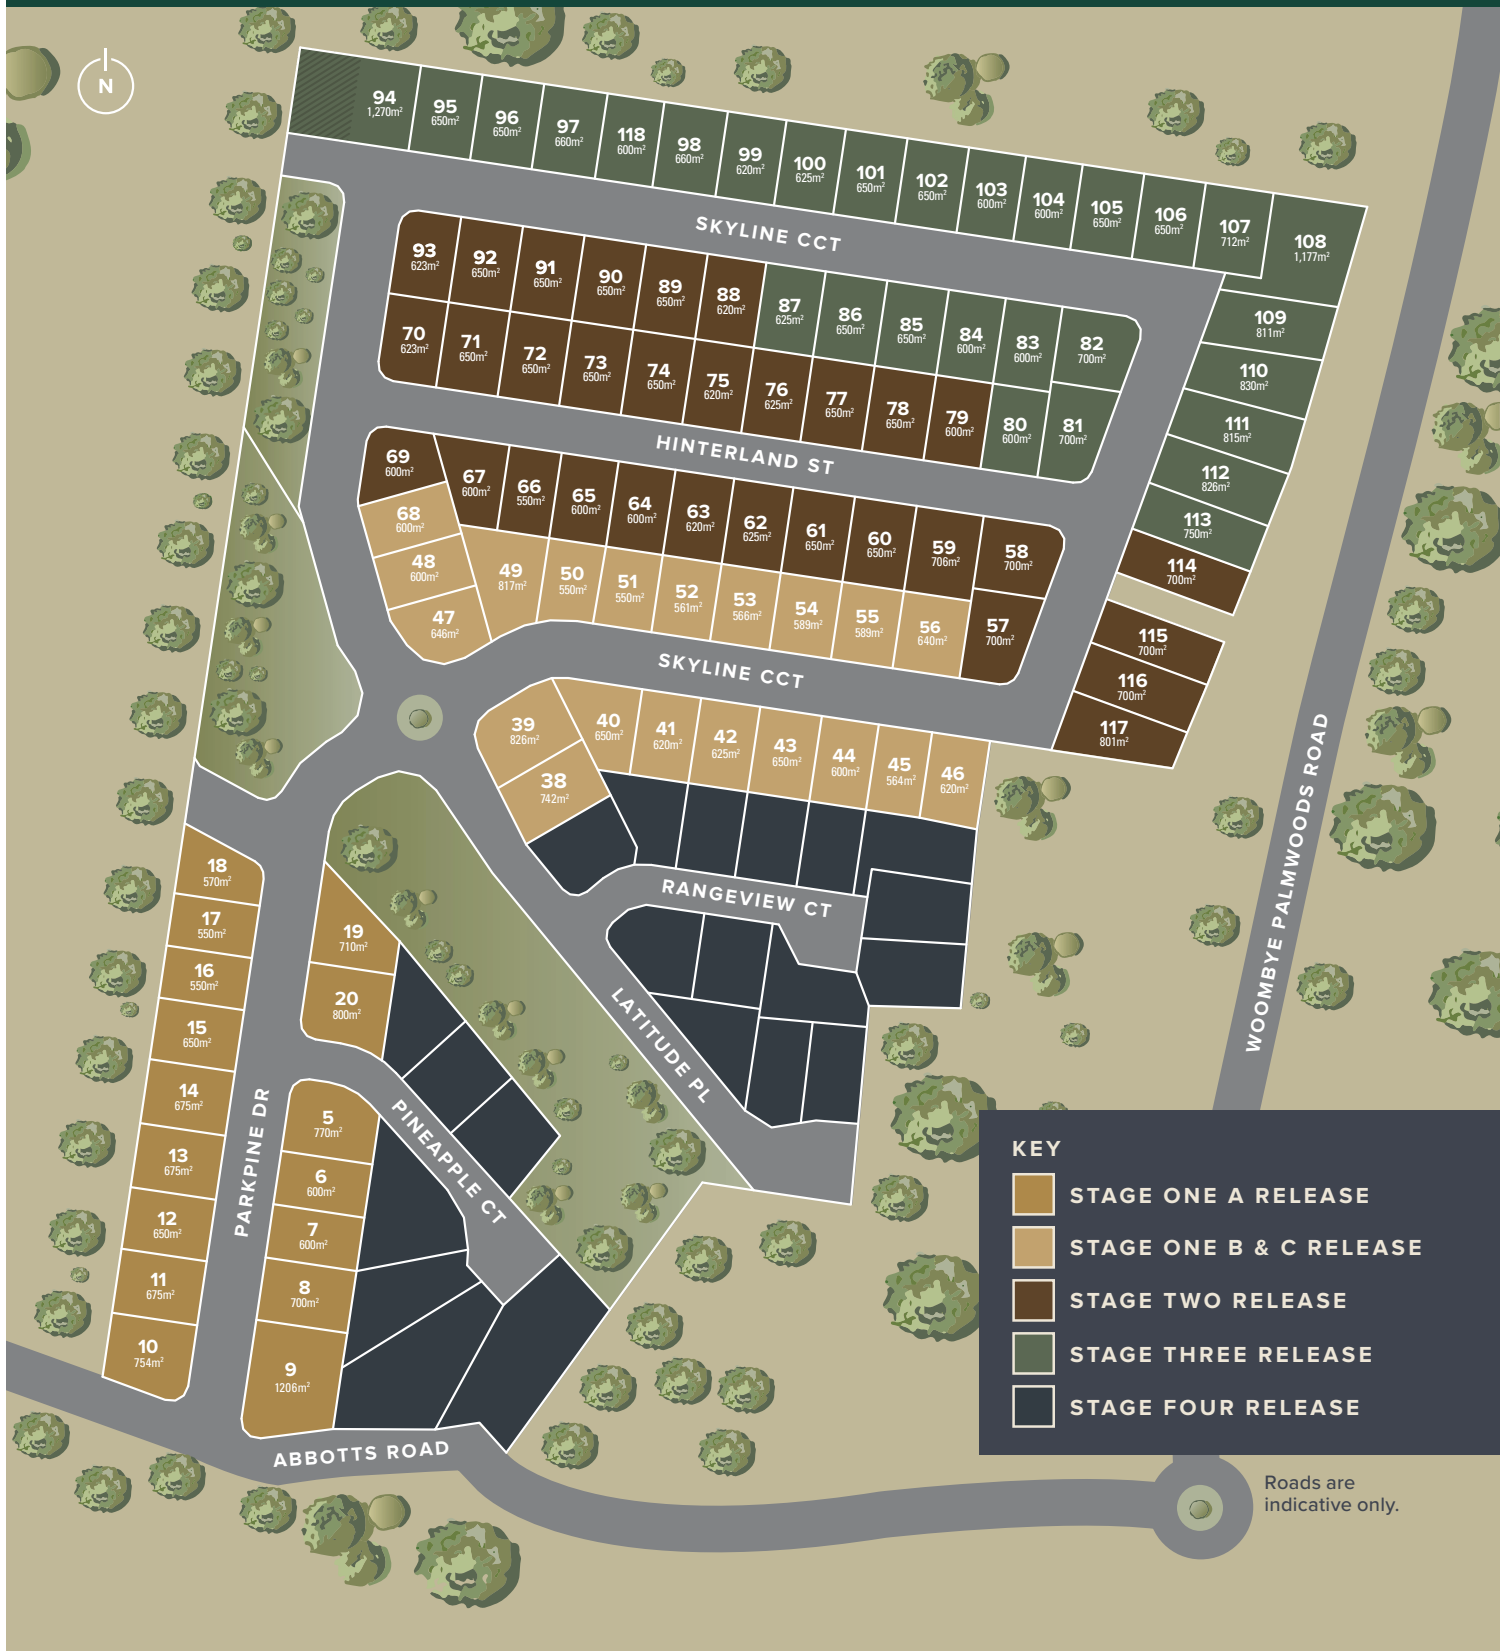 N
94
1,270m²
95
650m²
96
650m²
97
660m²
118
600m²
98
660m²
99
620m²
100
625m²
101
650m²
102
650m²
103
600m²
104
600m²
105
650m²
106
650m²
107
712m²
108
1,177m²
SKYLINE CCT
93
623m²
92
650m²
91
650m²
90
650m²
89
650m²
88
620m²
87
625m²
86
650m²
85
650m²
84
600m²
83
600m²
82
700m²
109
811m²
110
830m²
111
815m²
112
826m²
113
750m²
114
700m²
115
700m²
116
700m²
117
801m²
70
623m²
71
650m²
72
650m²
73
650m²
74
650m²
75
620m²
76
625m²
77
650m²
78
650m²
79
600m²
80
600m²
81
700m²
HINTERLAND ST
69
600m²
67
600m²
66
550m²
65
600m²
64
600m²
63
620m²
62
625m²
61
650m²
60
650m²
59
706m²
58
700m²
68
600m²
48
600m²
47
646m²
49
817m²
50
550m²
51
550m²
52
561m²
53
566m²
54
589m²
55
589m²
56
640m²
57
700m²
SKYLINE CCT
39
826m²
38
742m²
40
650m²
41
620m²
42
625m²
43
650m²
44
600m²
45
564m²
46
620m²
WOOMBYE PALMWOODS ROAD
RANGEVIEW CT
LATITUDE PL
18
570m²
17
550m²
16
550m²
15
650m²
14
675m²
13
675m²
12
650m²
11
675m²
10
754m²
19
710m²
20
800m²
PARKPINE DR
PINEAPPLE CT
5
770m²
6
600m²
7
600m²
8
700m²
9
1206m²
ABBOTTS ROAD
KEY
STAGE ONE A RELEASE
STAGE ONE B & C RELEASE
STAGE TWO RELEASE
STAGE THREE RELEASE
STAGE FOUR RELEASE
Roads are
indicative only.